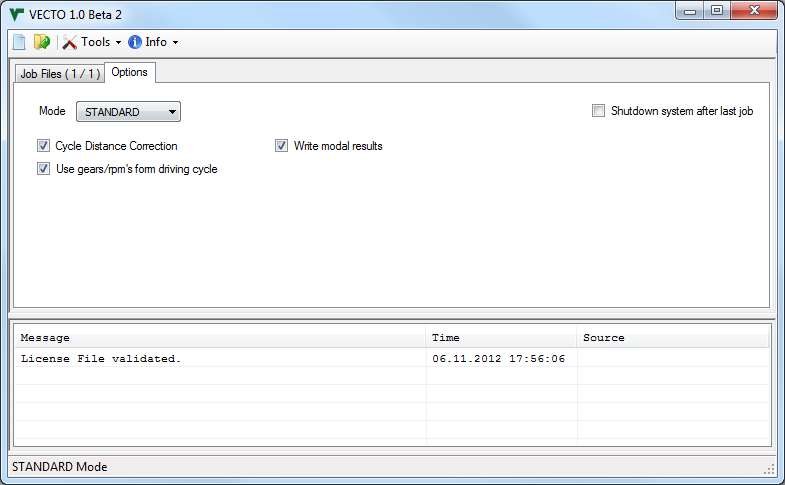 VECTO 1.0 Beta 2
Tools Info
Job Files ( 1 / 1 ) Options
Mode STANDARD Shutdown system after last job
Cycle Distance Correction Write modal results
Use gears/rpm's form driving cycle
Message Time Source
License File validated. 06.11.2012 17:56:06
STANDARD Mode